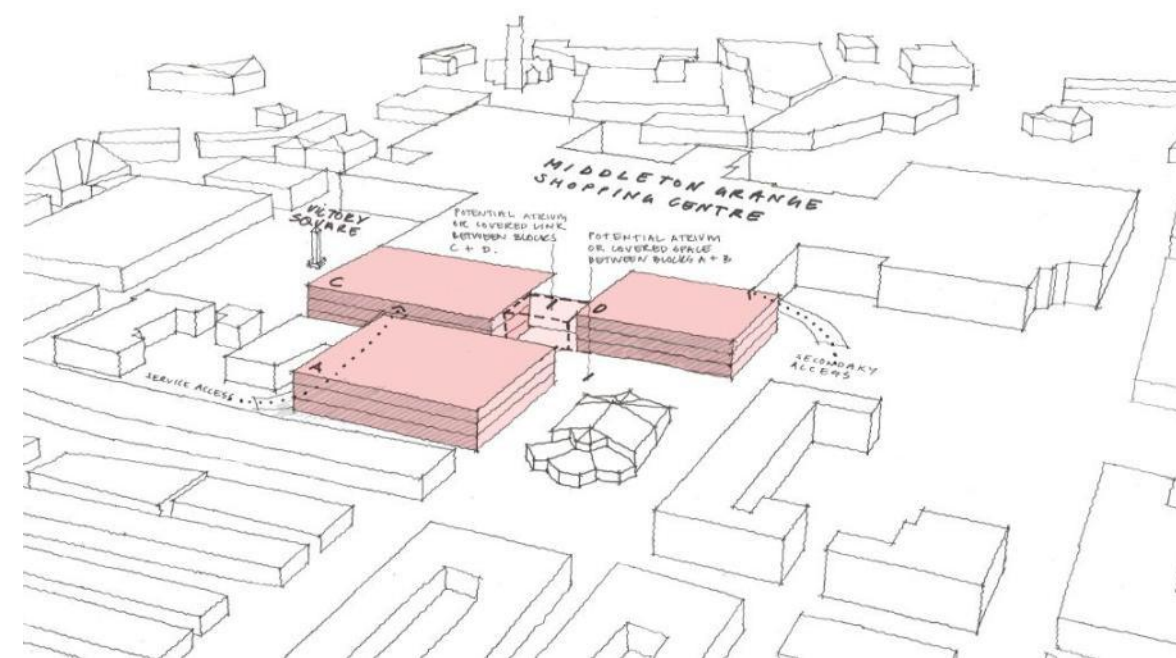 MIDDLETON GRANGE
SHOPPING CENTRE
VICTORY
SQUARE
POTENTIAL ATRIUM
OR COVERED LINK
BETWEEN BLOCKS
C + D.
POTENTIAL ATRIUM
OR COVERED SPACE
BETWEEN BLOCKS A + B
C
B
D
A
SERVICE ACCESS
SECONDARY
ACCESS